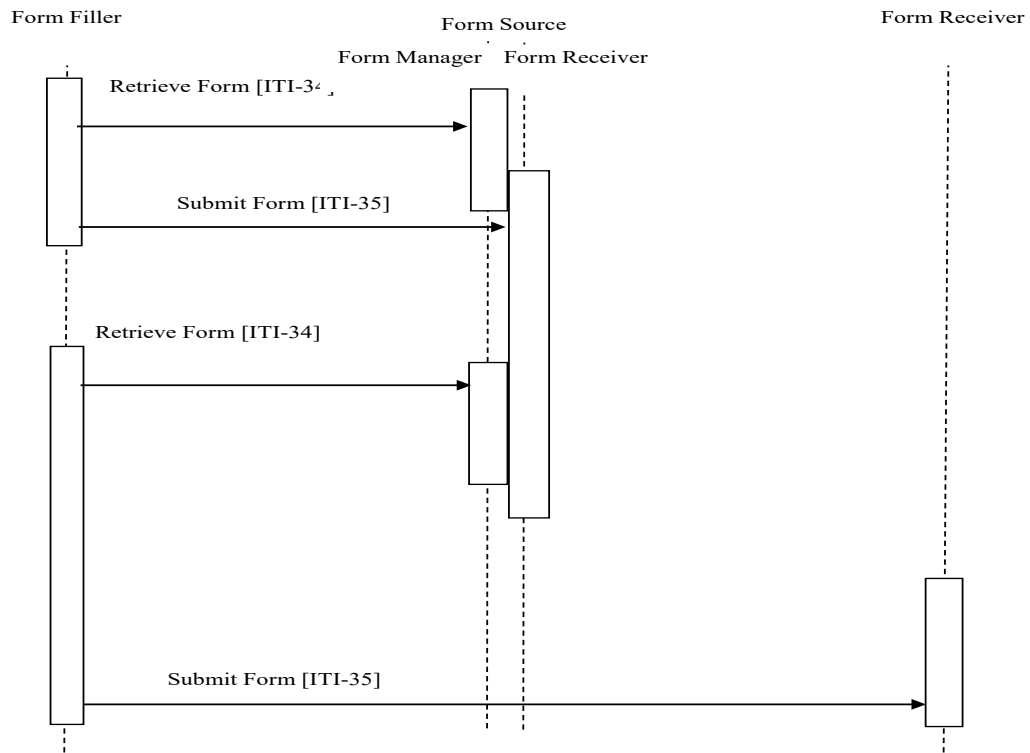 Form Filler
Form Source
Form Receiver
Form Manager
Form Receiver
Retrieve Form
Submit Form [ITI-35]
Retrieve Form [ITI-34]
Submit Form [ITI-35]